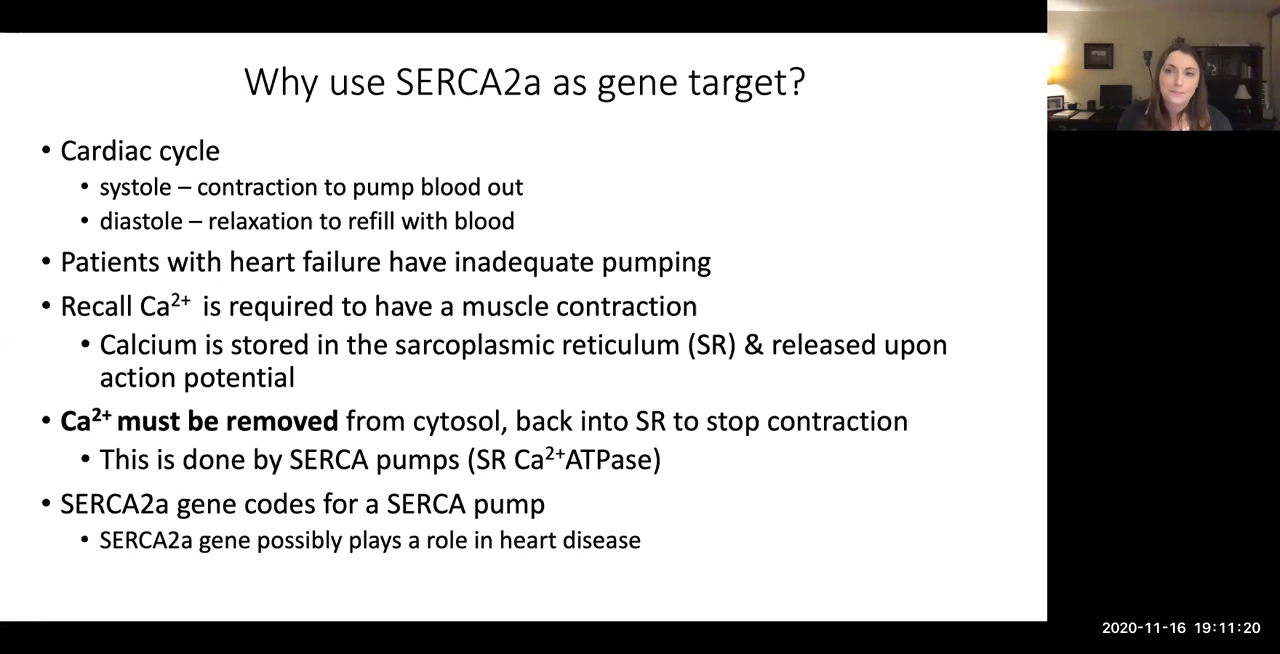 Why use SERCA2a as gene target?
• Cardiac cycle
• systole – contraction to pump blood out
• diastole – relaxation to refill with blood
• Patients with heart failure have inadequate pumping
• Recall Ca²⁺ is required to have a muscle contraction
• Calcium is stored in the sarcoplasmic reticulum (SR) & released upon
action potential
• Ca²⁺ must be removed from cytosol, back into SR to stop contraction
• This is done by SERCA pumps (SR Ca²⁺ATPase)
• SERCA2a gene codes for a SERCA pump
• SERCA2a gene possibly plays a role in heart disease
2020-11-16 19:11:20